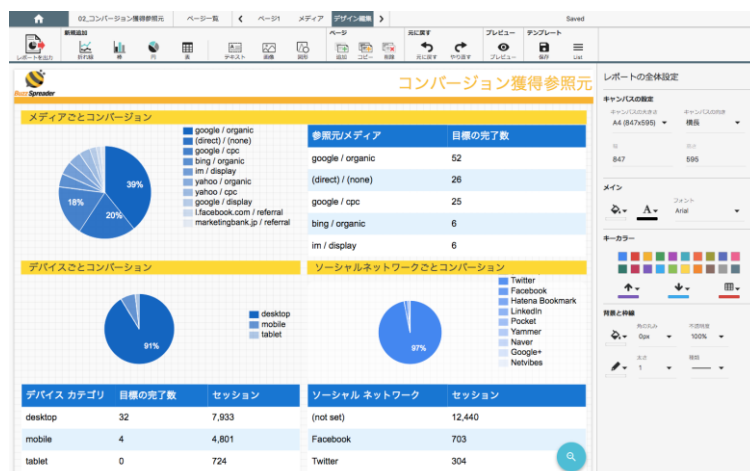 02_コンバージョン獲得参照元
ページ一覧
ページ1
メディア
デザイン編集
Saved
新規追加
ページ
元に戻す
プレビュー
テンプレート
レポートを出力
折れ線
棒
円
表
テキスト
画像
図形
追加
コピー
削除
元に戻す
やり直す
プレビュー
保存
List
Buzz Spreader
コンバージョン獲得参照元
メディアごとコンバージョン
39%
20%
18%
google / organic
(direct) / (none)
google / cpc
bing / organic
im / display
yahoo / organic
yahoo / cpc
google / display
l.facebook.com / referral
marketingbank.jp / referral
参照元/メディア 目標の完了数
google / organic 52
(direct) / (none) 26
google / cpc 25
bing / organic 6
im / display 6
デバイスごとコンバージョン
91%
desktop
mobile
tablet
ソーシャルネットワークごとコンバーション
97%
Twitter
Facebook
Hatena Bookmark
LinkedIn
Pocket
Yammer
Naver
Google+
Netvibes
デバイス カテゴリ 目標の完了数 セッション
desktop 32 7,933
mobile 4 4,801
tablet 0 724
ソーシャル ネットワーク セッション
(not set) 12,440
Facebook 703
Twitter 304
レポートの全体設定
キャンバスの設定
キャンバスの大きさ キャンバスの向き
A4 (847x595) 横長
幅 高さ
847 595
メイン
フォント
A Arial
キーカラー
背景と枠線
角の丸み 不透明度
0px 100%
太さ 種類
1